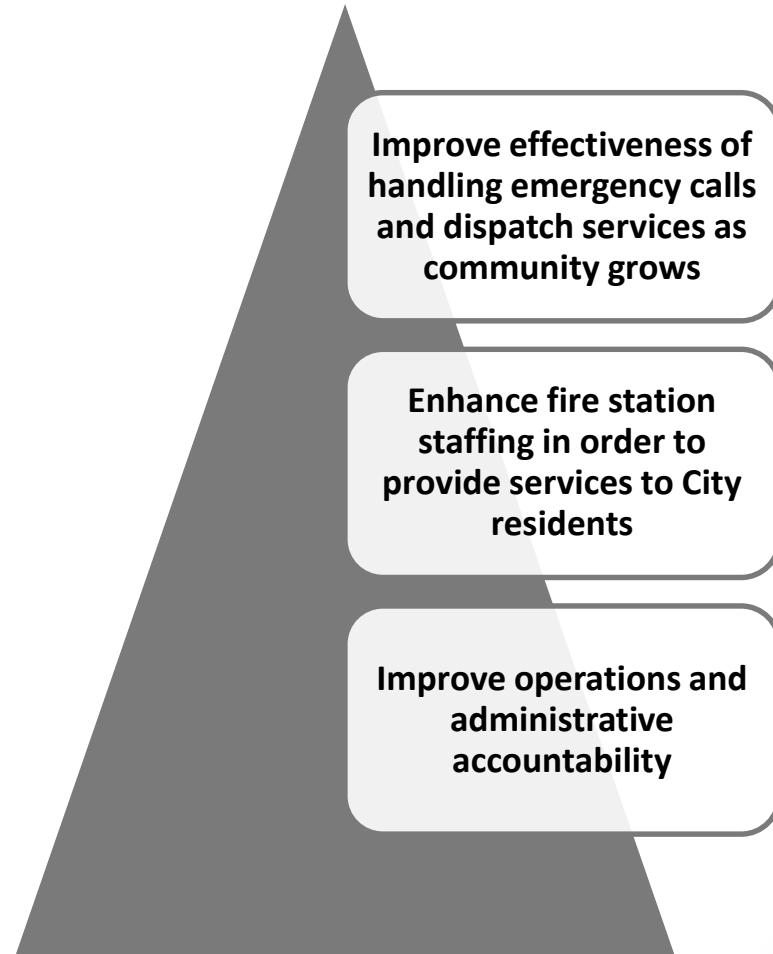 Improve effectiveness of
handling emergency calls
and dispatch services as
community grows
Enhance fire station
staffing in order to
provide services to City
residents
Improve operations and
administrative
accountability